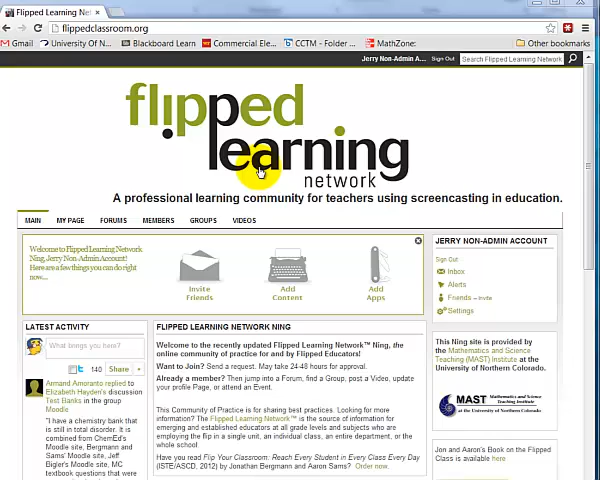 Flipped Learning Net
flippedclassroom.org
Gmail
University Of N...
Blackboard Learn
Commercial Ele...
CCTM - Folder ...
MathZone:
Other bookmarks
Jerry Non-Admin A...
Sign Out
Search Flipped Learning Network
flipped
learning
network
A professional learning community for teachers using screencasting in education.
MAIN
MY PAGE
FORUMS
MEMBERS
GROUPS
VIDEOS
Welcome to Flipped Learning Network
Ning, Jerry Non-Admin Account!
Here are a few things you can do right
now...
Invite
Friends
Add
Content
Add
Apps
JERRY NON-ADMIN ACCOUNT
Sign Out
Inbox
Alerts
Friends – Invite
Settings
LATEST ACTIVITY
What brings you here?
140
Share
Armand Amoranto replied to
Elizabeth Hayden's discussion
Test Banks in the group
Moodle
"I have a chemistry bank that
is still in total disorder. It is
combined from ChemEd's
Moodle site, Bergmann and
Sams' Moodle site, Jeff
Bigler's Moodle site, MC
textbook questions that were
FLIPPED LEARNING NETWORK NING
Welcome to the recently updated Flipped Learning Network™ Ning, the
online community of practice for and by Flipped Educators!
Want to Join? Send a request. May take 24-48 hours for approval.
Already a member? Then jump into a Forum, find a Group, post a Video, update
your profile Page, or attend an Event.
This Community of Practice is for sharing best practices. Looking for more
information? The Flipped Learning Network™ is the source of information for
emerging and established educators at all grade levels and subjects who are
employing the flip in a single unit, an individual class, an entire department, or the
whole school.
Have you read Flip Your Classroom: Reach Every Student in Every Class Every Day
(ISTE/ASCD, 2012) by Jonathan Bergmann and Aaron Sams? Order now.
This Ning site is provided by
the Mathematics and Science
Teaching (MAST) Institute at the
University of Northern Colorado.
MAST
Mathematics and Science
Teaching Institute
at the University of Northern Colorado
Jon and Aaron's Book on the Flipped
Class is available here